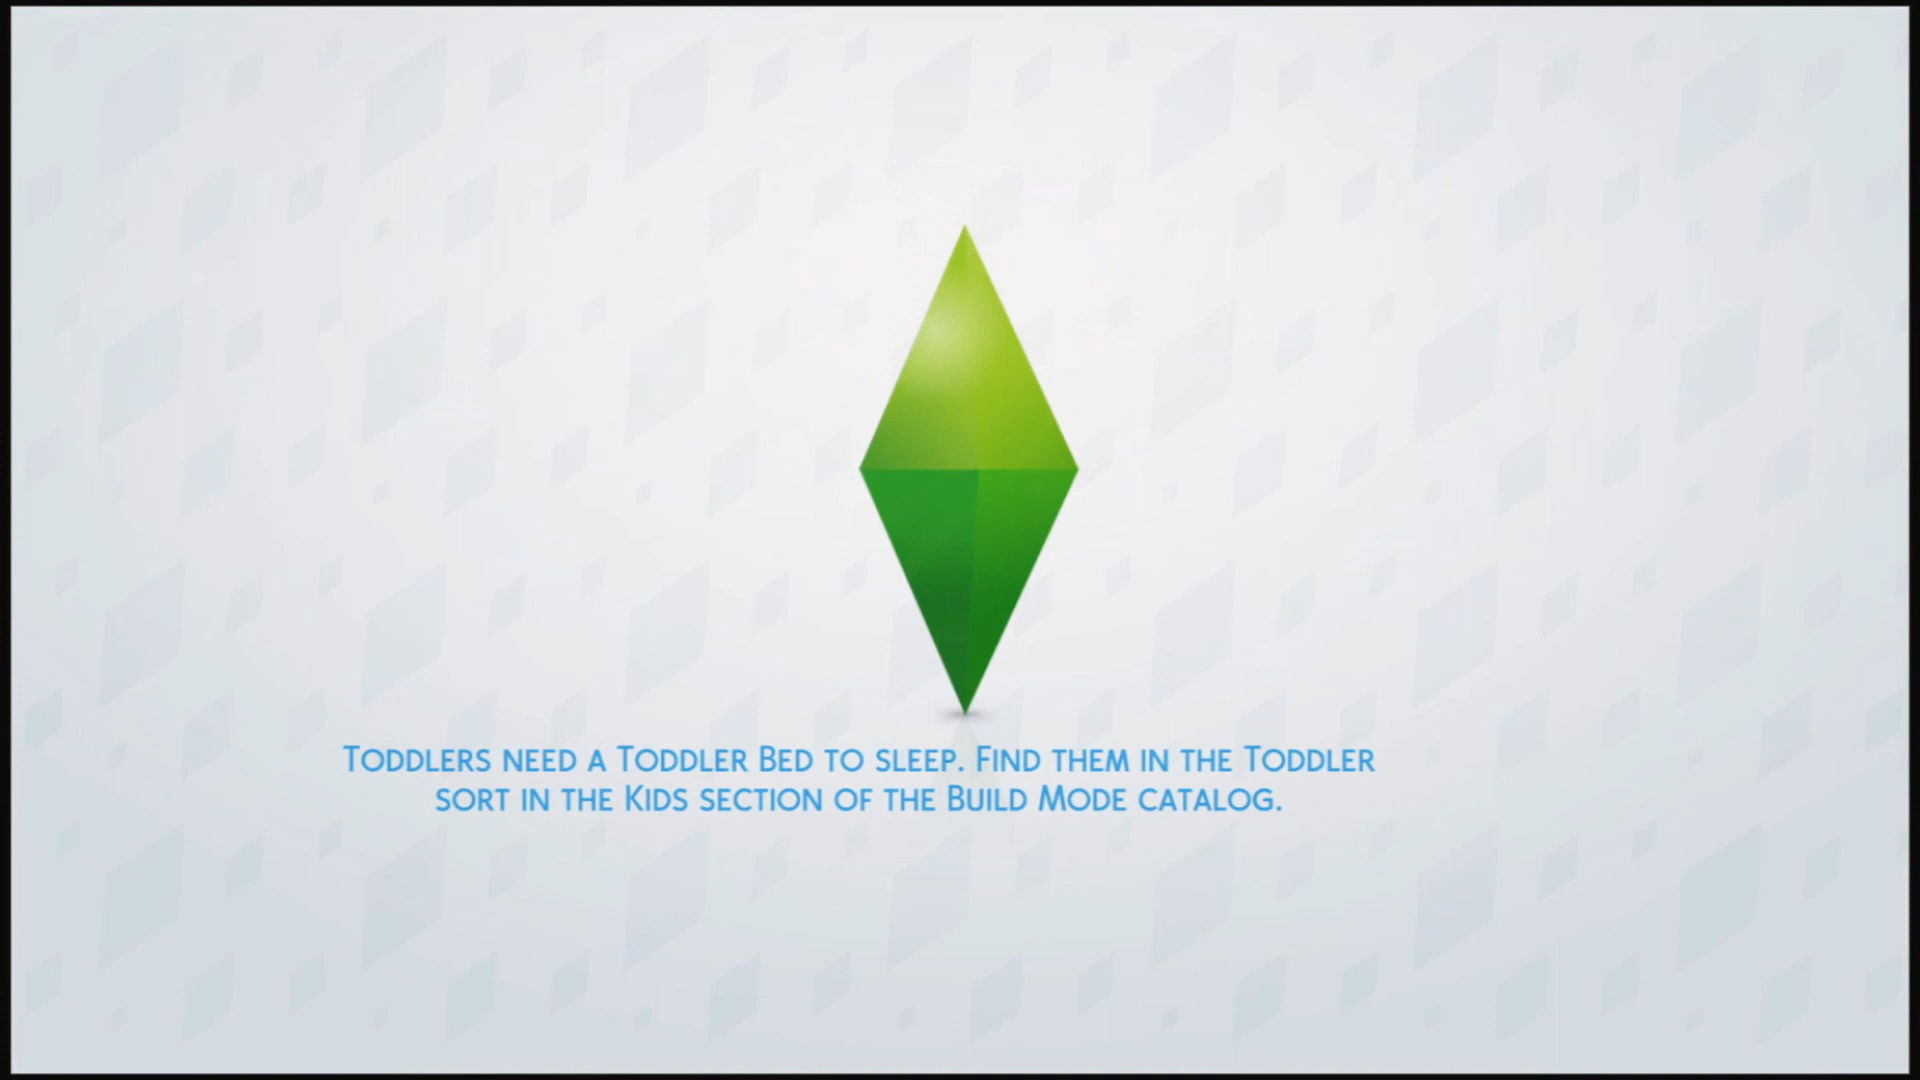 Toddlers need a Toddler Bed to sleep. Find them in the Toddler
sort in the Kids section of the Build Mode catalog.